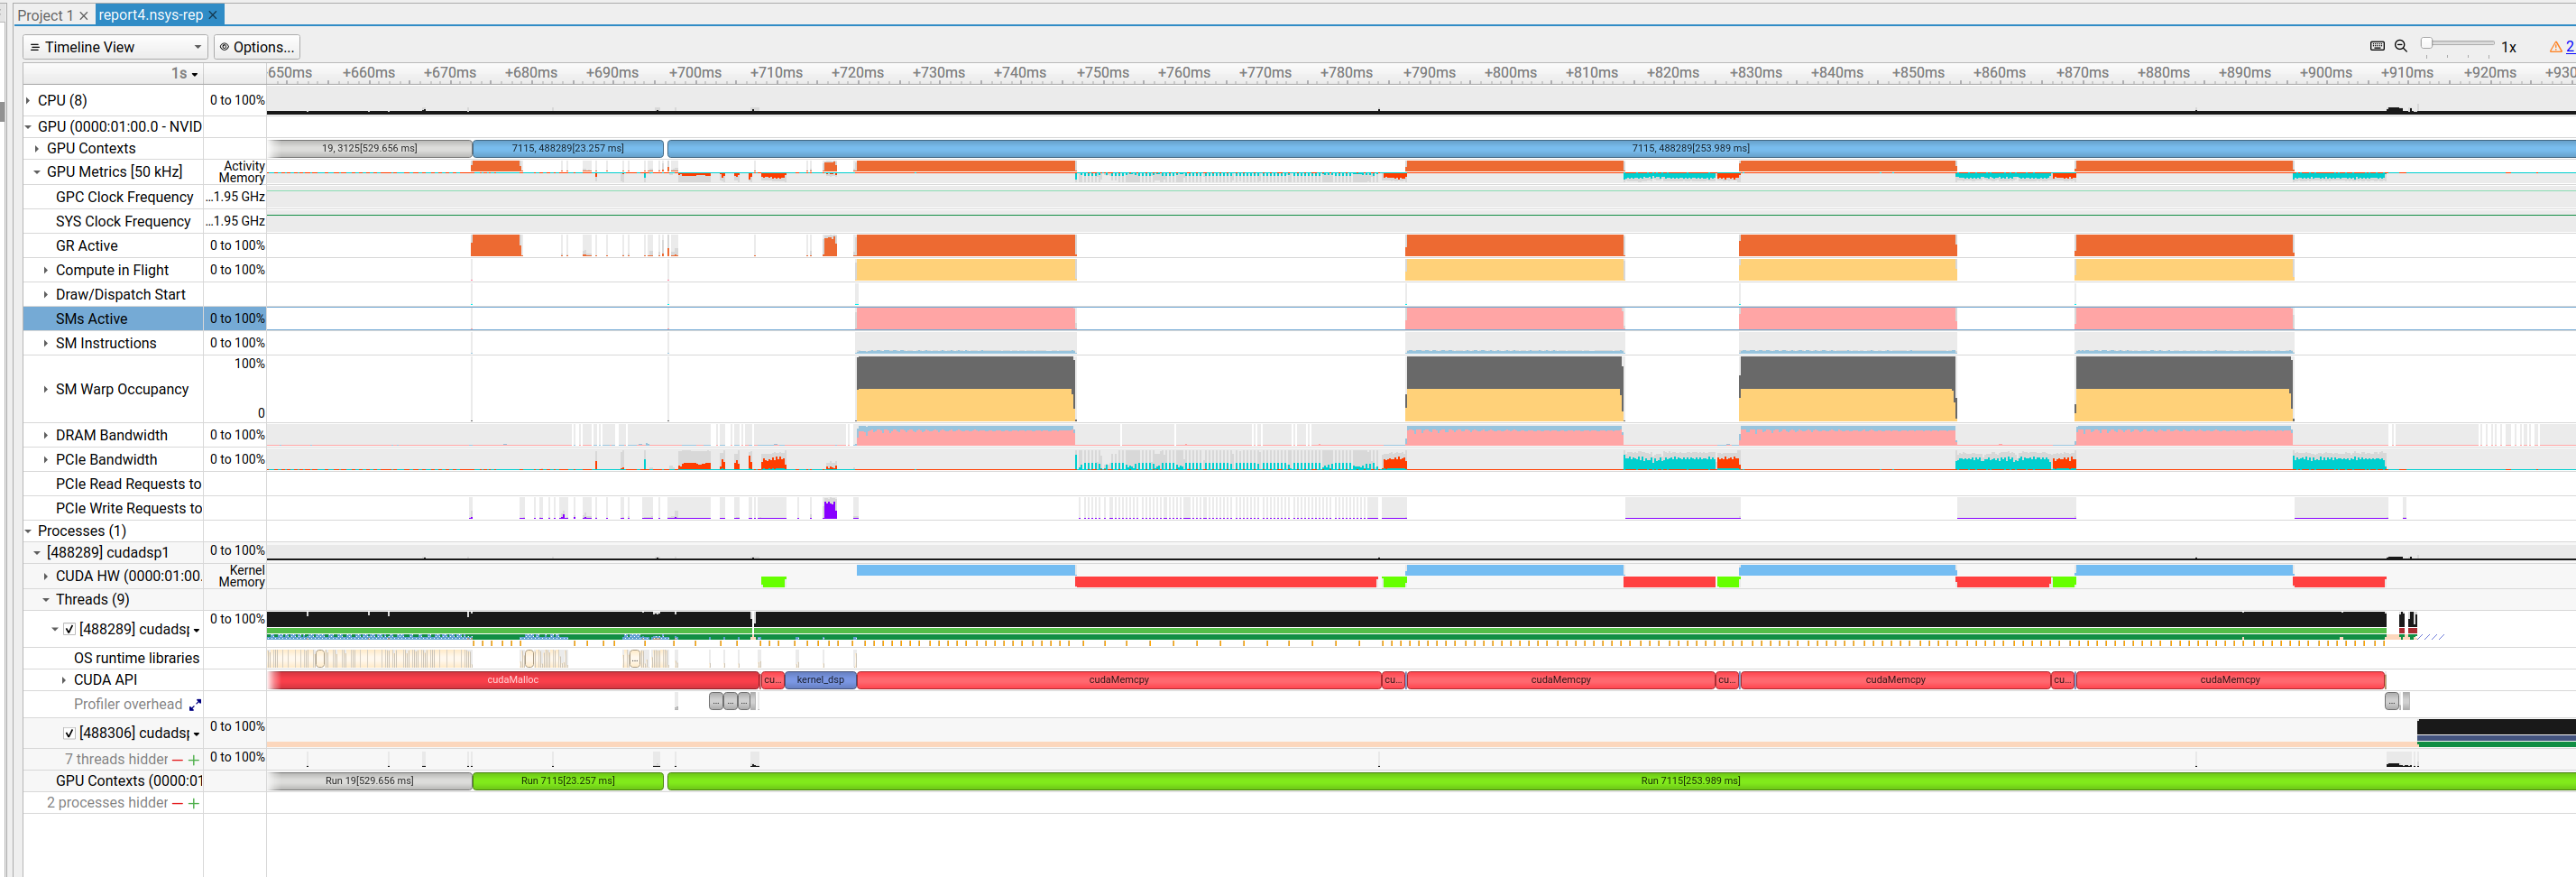 Project 1 × report4.nsys-rep ×
≡ Timeline View Options... 1x 2
1s +650ms +660ms +670ms +680ms +690ms +700ms +710ms +720ms +730ms +740ms +750ms +760ms +770ms +780ms +790ms +800ms +810ms +820ms +830ms +840ms +850ms +860ms +870ms +880ms +890ms +900ms +910ms +920ms +930
CPU (8) 0 to 100%
GPU (0000:01:00.0 - NVID
GPU Contexts 19, 3125[529.656 ms] 7115, 488289[23.257 ms] 7115, 488289[253.989 ms]
GPU Metrics [50 kHz] Activity
Memory
GPC Clock Frequency ...1.95 GHz
SYS Clock Frequency ...1.95 GHz
GR Active 0 to 100%
Compute in Flight 0 to 100%
Draw/Dispatch Start
SMs Active 0 to 100%
SM Instructions 0 to 100%
100%
SM Warp Occupancy
0
DRAM Bandwidth 0 to 100%
PCIe Bandwidth 0 to 100%
PCIe Read Requests to
PCIe Write Requests to
Processes (1)
[488289] cudadsp1 0 to 100%
CUDA HW (0000:01:00. Kernel
Memory
Threads (9)
[488289] cudadsp 0 to 100%
OS runtime libraries ...
CUDA API cudaMalloc cu... kernel_dsp cudaMemcpy cu... cudaMemcpy cu... cudaMemcpy cu... cudaMemcpy
Profiler overhead ... ... ... ...
[488306] cudadsp 0 to 100%
7 threads hidden — + 0 to 100%
GPU Contexts (0000:01 Run 19[529.656 ms] Run 7115[23.257 ms] Run 7115[253.989 ms]
2 processes hidden — +